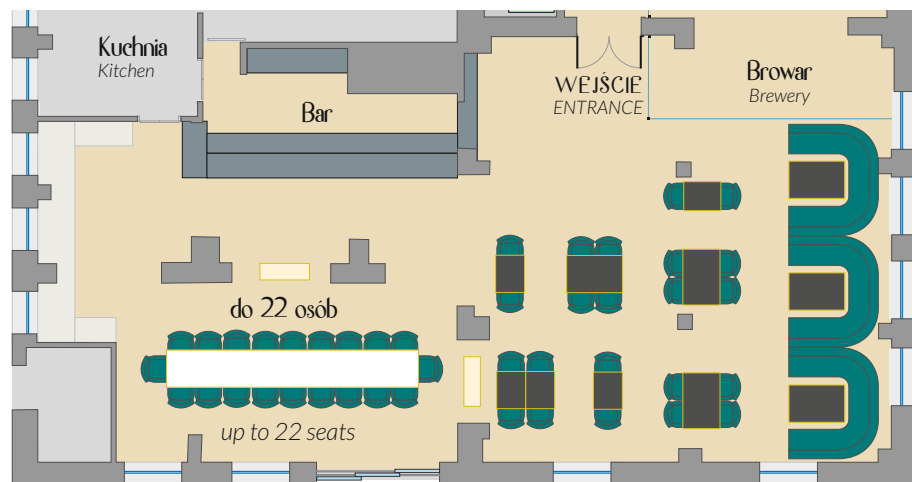 Kuchnia
Kitchen
Bar
WEJŚCIE
ENTRANCE
Browar
Brewery
do 22 osób
up to 22 seats